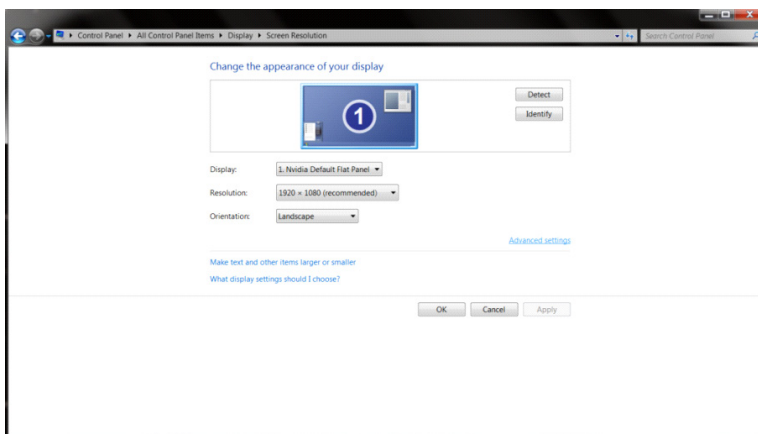 Control Panel ▸ All Control Panel Items ▸ Display ▸ Screen Resolution
Search Control Panel
Change the appearance of your display
1
Detect
Identify
Display:
1. Nvidia Default Flat Panel
Resolution:
1920 × 1080 (recommended)
Orientation:
Landscape
Advanced settings
Make text and other items larger or smaller
What display settings should I choose?
OK
Cancel
Apply